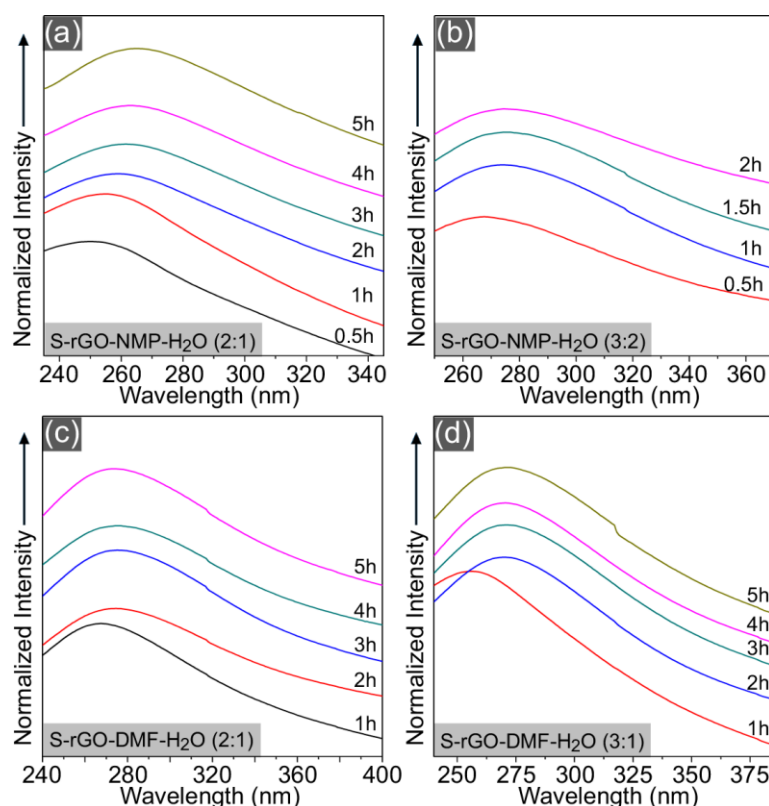 (a)
Normalized Intensity
5h
4h
3h
2h
1h
0.5h
S-rGO-NMP-H₂O (2:1)
240 260 280 300 320 340
Wavelength (nm)
(b)
Normalized Intensity
2h
1.5h
1h
0.5h
S-rGO-NMP-H₂O (3:2)
260 280 300 320 340 360
Wavelength (nm)
(c)
Normalized Intensity
5h
4h
3h
2h
1h
S-rGO-DMF-H₂O (2:1)
240 280 320 360 400
Wavelength (nm)
(d)
Normalized Intensity
5h
4h
3h
2h
1h
S-rGO-DMF-H₂O (3:1)
250 275 300 325 350 375
Wavelength (nm)